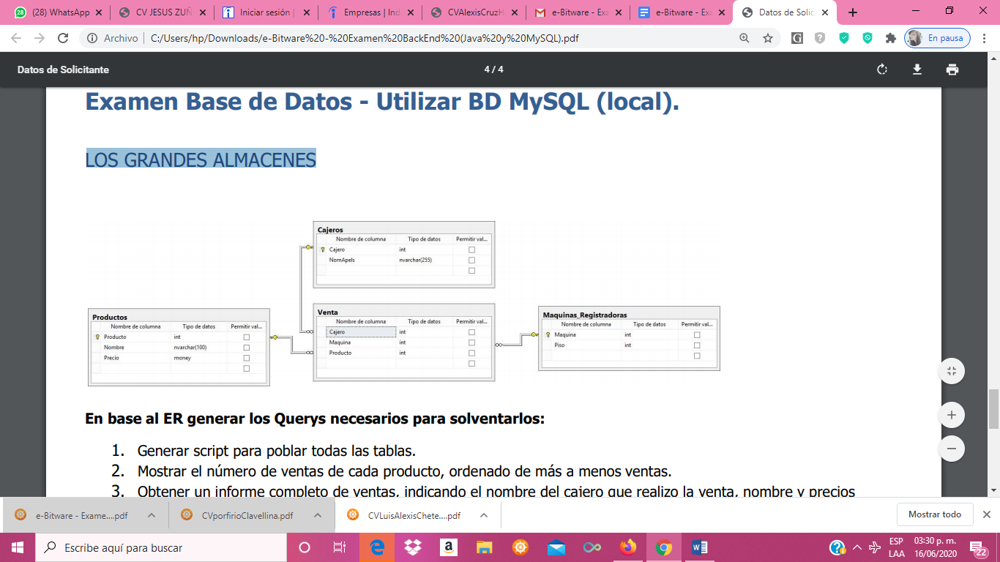 (28) WhatsApp
CV JESUS ZUÑ
Iniciar sesión |
Empresas | Ind
CVAlexisCruzH
e-Bitware - Exa
e-Bitware - Exa
Datos de Solic
Archivo
C:/Users/hp/Downloads/e-Bitware%20-%20Examen%20BackEnd%20(Java%20y%20MySQL).pdf
En pausa
Datos de Solicitante
4 / 4
Examen Base de Datos - Utilizar BD MySQL (local).
LOS GRANDES ALMACENES
Cajeros
Nombre de columna Tipo de datos Permitir val...
Cajero int
NomApels nvarchar(255)
Productos
Nombre de columna Tipo de datos Permitir val...
Producto int
Nombre nvarchar(100)
Precio money
Venta
Nombre de columna Tipo de datos Permitir val...
Cajero int
Maquina int
Producto int
Maquinas_Registradoras
Nombre de columna Tipo de datos Permitir val...
Maquina int
Piso int
En base al ER generar los Querys necesarios para solventarlos:
1. Generar script para poblar todas las tablas.
2. Mostrar el número de ventas de cada producto, ordenado de más a menos ventas.
3. Obtener un informe completo de ventas, indicando el nombre del cajero que realizo la venta, nombre y precios
e-Bitware - Exame....pdf
CVporfirioClavellina.pdf
CVLuisAlexisChete....pdf
Mostrar todo
Escribe aquí para buscar
ESP
LAA
03:30 p. m.
16/06/2020
22